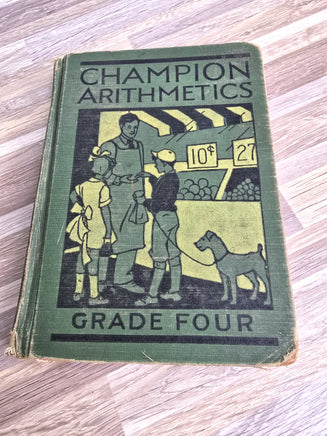 CHAMPION
ARITHMETICS
10¢
27
GRADE FOUR